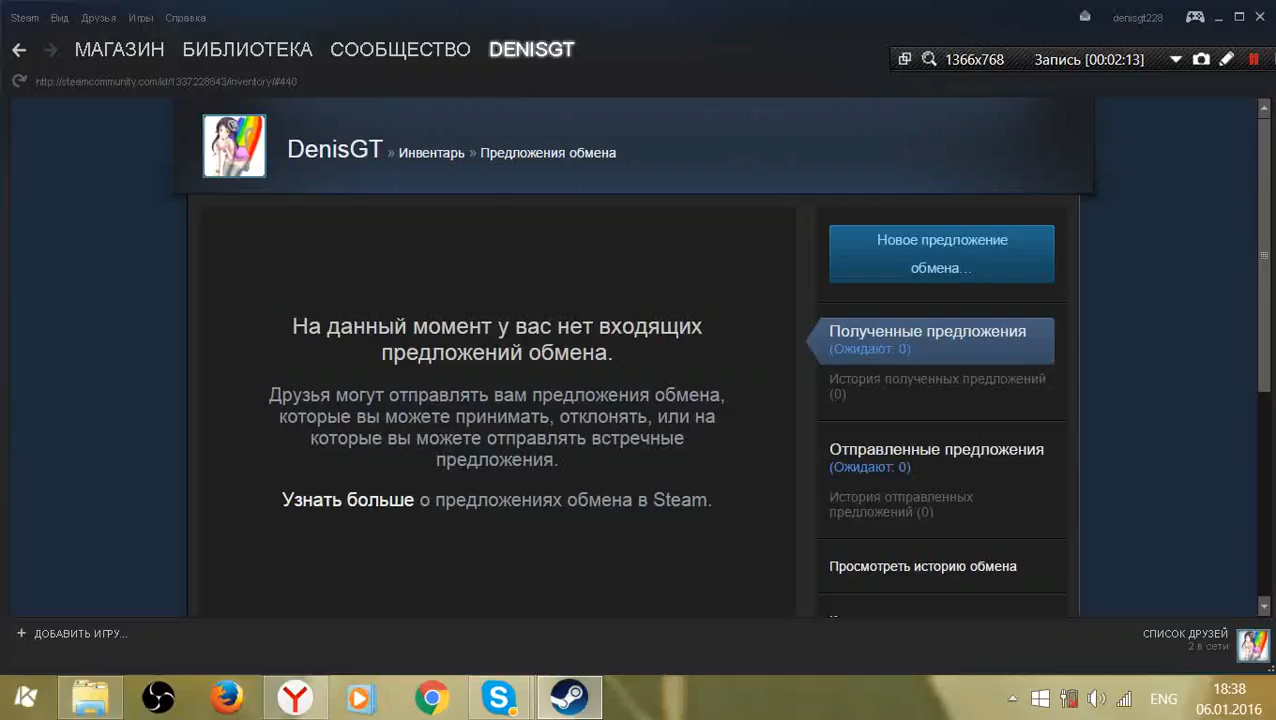 Steam Вид Друзья Игры Справка
denisgt228
МАГАЗИН БИБЛИОТЕКА СООБЩЕСТВО DENISGT
1366x768 Запись [00:02:13]
http://steamcommunity.com/id/1337228843/inventory/#440
DenisGT » Инвентарь » Предложения обмена
Новое предложение
обмена...
На данный момент у вас нет входящих
предложений обмена.
Друзья могут отправлять вам предложения обмена,
которые вы можете принимать, отклонять, или на
которые вы можете отправлять встречные
предложения.
Узнать больше о предложениях обмена в Steam.
Полученные предложения
(Ожидают: 0)
История полученных предложений
(0)
Отправленные предложения
(Ожидают: 0)
История отправленных
предложений (0)
Просмотреть историю обмена
+ ДОБАВИТЬ ИГРУ...
СПИСОК ДРУЗЕЙ
2 в сети
ENG
18:38
06.01.2016